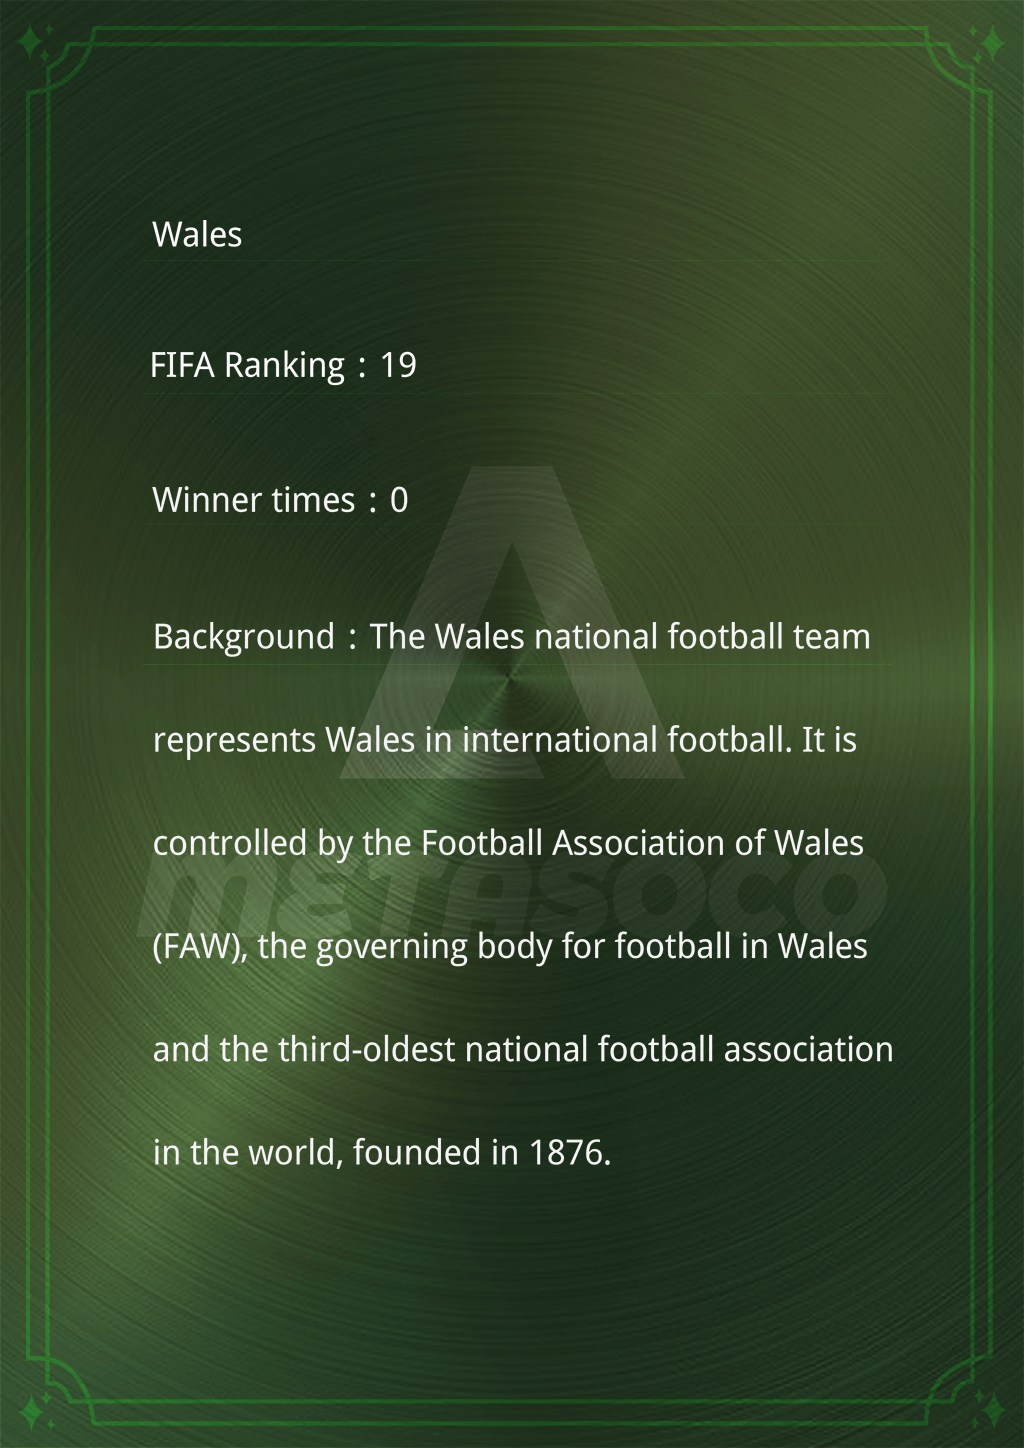 Wales
FIFA Ranking：19
Winner times：0
Background：The Wales national football team
represents Wales in international football. It is
controlled by the Football Association of Wales
METASOCO
(FAW), the governing body for football in Wales
and the third-oldest national football association
in the world, founded in 1876.